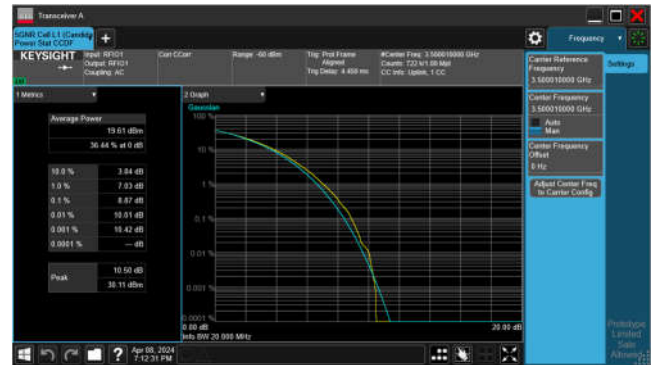 Transceiver A
5GNR Cell L1 (Candidp
Power Stat CCDF
Frequency
KEYSIGHT
Input: RFIO1
Output: RFIO1
Coupling: AC
Corr CCorr
Range: -60 dBm
Trig: Prot Frame
Aligned
Trig Delay: 4.450 ms
#Center Freq: 3.500010000 GHz
Counts: 722 k/1.00 Mpt
CC Info: Uplink, 1 CC
1 Metrics
Average Power
19.61 dBm
36.44 % at 0 dB
10.0 % 3.84 dB
1.0 % 7.03 dB
0.1 % 8.87 dB
0.01 % 10.01 dB
0.001 % 10.42 dB
0.0001 % --- dB
Peak
10.50 dB
30.11 dBm
2 Graph
Gaussian
100 %
10 %
1 %
0.1 %
0.01 %
0.001 %
0.0001 %
0.00 dB
20.00 dB
Info BW 20.000 MHz
Carrier Reference
Frequency
3.500010000 GHz
Settings
Center Frequency
3.500010000 GHz
Auto
Man
Center Frequency
Offset
0 Hz
Adjust Center Freq
to Carrier Config
Prototype
Limited
Sale
Allowed
Apr 08, 2024
7:12:31 PM